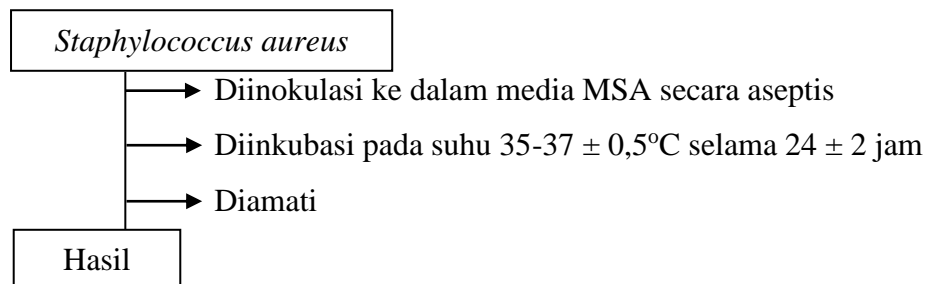 Staphylococcus aureus
Diinokulasi ke dalam media MSA secara aseptis
Diinkubasi pada suhu 35-37 ± 0,5°C selama 24 ± 2 jam
Diamati
Hasil